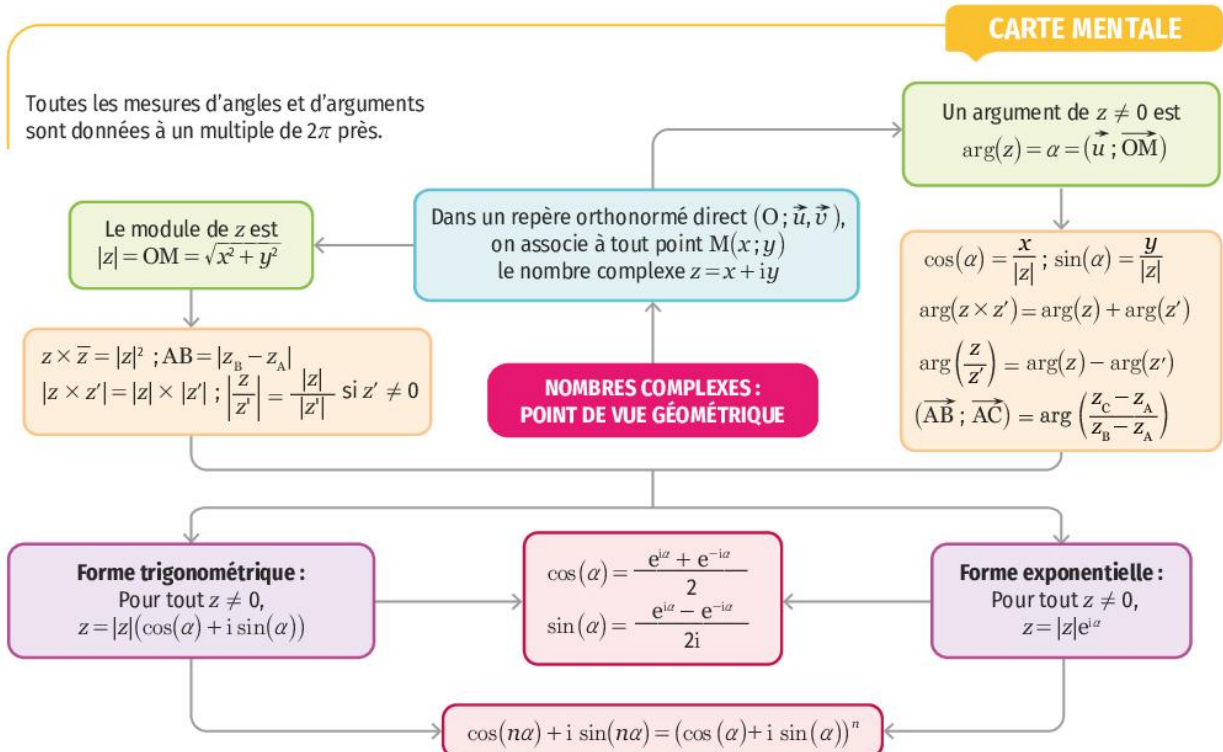 CARTE MENTALE
Toutes les mesures d'angles et d'arguments
sont données à un multiple de 2π près.
Un argument de z ≠ 0 est
arg(z) = α = (u⃗ ; OM⃗)
Le module de z est
|z| = OM = √(x² + y²)
Dans un repère orthonormé direct (O ; u⃗, v⃗),
on associe à tout point M(x ; y)
le nombre complexe z = x + iy
cos(α) = x/|z| ; sin(α) = y/|z|
arg(z × z′) = arg(z) + arg(z′)
arg(z/z′) = arg(z) − arg(z′)
(AB⃗ ; AC⃗) = arg((z_C − z_A)/(z_B − z_A))
z × z̅ = |z|² ; AB = |z_B − z_A|
|z × z′| = |z| × |z′| ; |z/z'| = |z|/|z'| si z′ ≠ 0
NOMBRES COMPLEXES :
POINT DE VUE GÉOMÉTRIQUE
Forme trigonométrique :
Pour tout z ≠ 0,
z = |z|(cos(α) + i sin(α))
cos(α) = (e^{iα} + e^{−iα})/2
sin(α) = (e^{iα} − e^{−iα})/2i
Forme exponentielle :
Pour tout z ≠ 0,
z = |z|e^{iα}
cos(nα) + i sin(nα) = (cos (α) + i sin(α))ⁿ